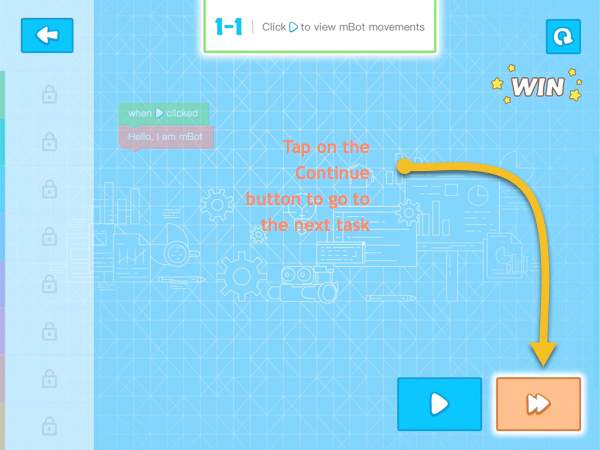 1-1 Click to view mBot movements
WIN
when clicked
Hello, I am mBot
Tap on the
Continue
button to go to
the next task